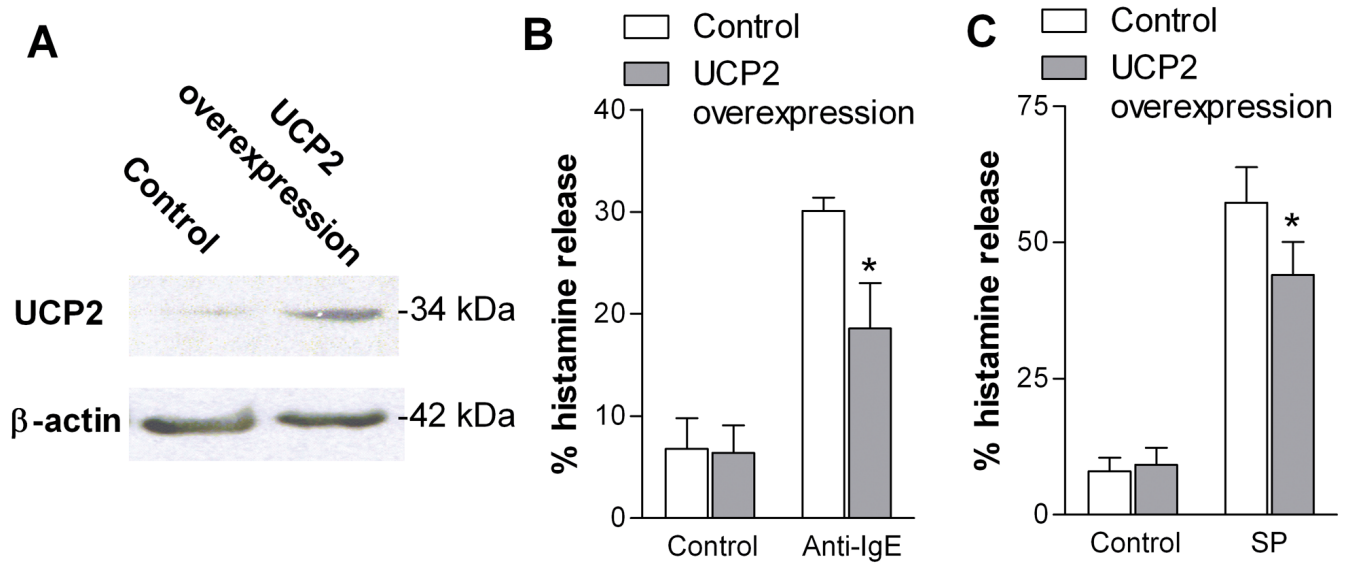 A
Control
UCP2
overexpression
UCP2
-34 kDa
β-actin
-42 kDa
B
Control
UCP2
overexpression
% histamine release
40
30
20
10
0
*
Control
Anti-IgE
C
Control
UCP2
overexpression
% histamine release
75
50
25
0
*
Control
SP